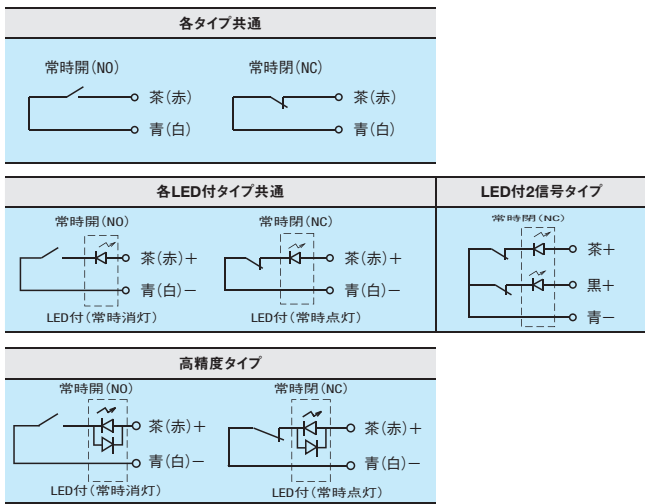 各タイプ共通
常時開(NO)
常時閉(NC)
茶(赤)
茶(赤)
青(白)
青(白)
各LED付タイプ共通
LED付2信号タイプ
常時開(NO)
常時閉(NC)
常時閉(NC)
茶(赤)+
茶(赤)+
茶+
青(白)−
青(白)−
黒+
青−
LED付(常時消灯)
LED付(常時点灯)
高精度タイプ
常時開(NO)
常時閉(NC)
茶(赤)+
茶(赤)+
青(白)−
青(白)−
LED付(常時消灯)
LED付(常時点灯)